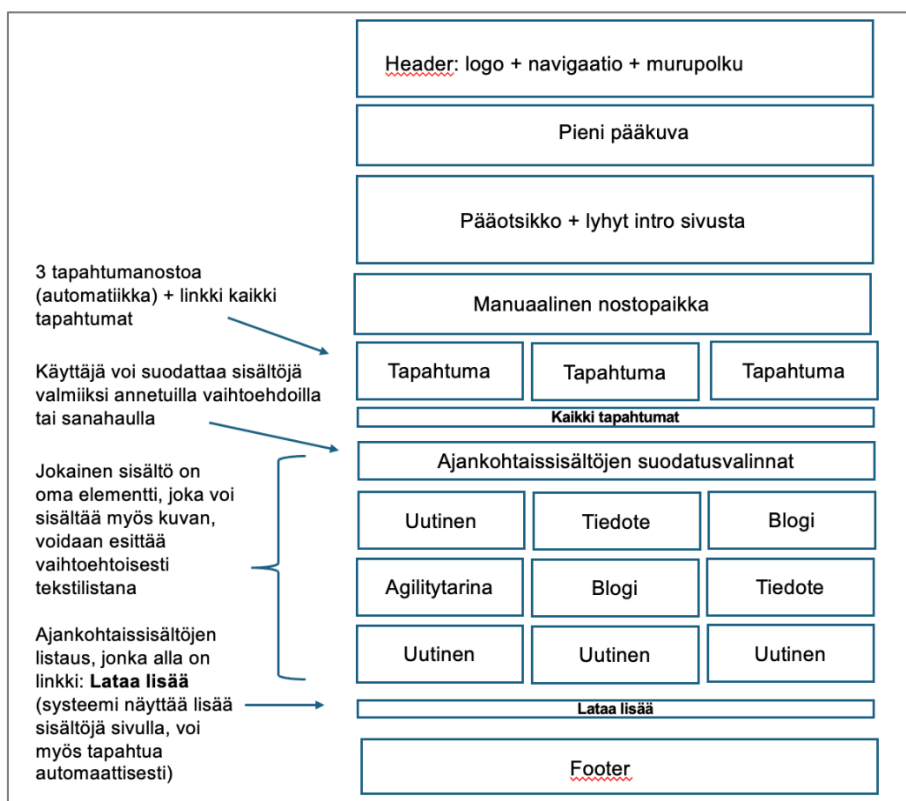 Header: logo + navigaatio + murupolku
Pieni pääkuva
Pääotsikko + lyhyt intro sivusta
3 tapahtumanostoa
(automatiikka) + linkki kaikki
tapahtumat
Manuaalinen nostopaikka
Tapahtuma
Tapahtuma
Tapahtuma
Kaikki tapahtumat
Käyttäjä voi suodattaa sisältöjä
valmiiksi annetuilla vaihtoehdoilla
tai sanahaulla
Ajankohtaissisältöjen suodatusvalinnat
Jokainen sisältö on
oma elementti, joka voi
sisältää myös kuvan,
voidaan esittää
vaihtoehtoisesti
tekstilistana
Uutinen
Tiedote
Blogi
Agilitytarina
Blogi
Tiedote
Uutinen
Uutinen
Uutinen
Ajankohtaissisältöjen
listaus, jonka alla on
linkki: Lataa lisää
(systeemi näyttää lisää
sisältöjä sivulla, voi
myös tapahtua
automaattisesti)
Lataa lisää
Footer